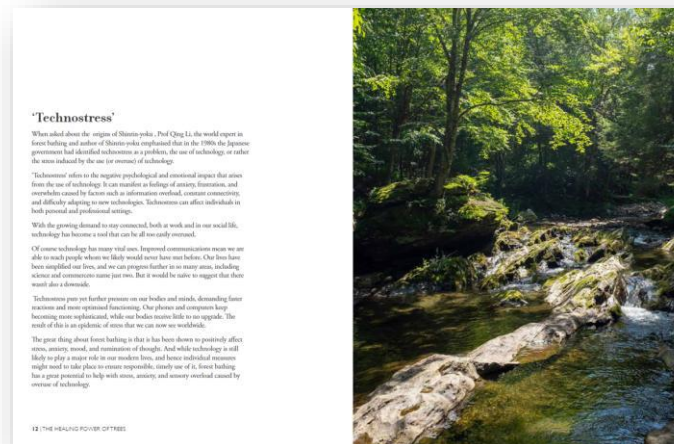 ‘Technostress’
When asked about the origins of Shinrin-yoku , Prof Qing Li, the world expert in
forest bathing and author of Shinrin-yoku emphasised that in the 1980s the Japanese
government had identified technostress as a problem, the use of technology, or rather
the stress induced by the use (or overuse) of technology.
‘Technostress’ refers to the negative psychological and emotional impact that arises
from the use of technology. It can manifest as feelings of anxiety, frustration, and
overwhelm caused by factors such as information overload, constant connectivity,
and difficulty adapting to new technologies. Technostress can affect individuals in
both personal and professional settings.
With the growing demand to stay connected, both at work and in our social life,
technology has become a tool that can be all too easily overused.
Of course technology has many vital uses. Improved communications mean we are
able to reach people whom we likely would never have met before. Our lives have
been simplified our lives, and we can progress further in so many areas, including
science and commerceto name just two. But it would be naïve to suggest that there
wasn’t also a downside.
Technostress puts yet further pressure on our bodies and minds, demanding faster
reactions and more optimised functioning. Our phones and computers keep
becoming more sophisticated, while our bodies receive little to no upgrade. The
result of this is an epidemic of stress that we can now see worldwide.
The great thing about forest bathing is that is has been shown to positively affect
stress, anxiety, mood, and rumination of thought. And while technology is still
likely to play a major role in our modern lives, and hence individual measures
might need to take place to ensure responsible, timely use of it, forest bathing
has a great potential to help with stress, anxiety, and sensory overload caused by
overuse of technology.
12 | THE HEALING POWER OF TREES